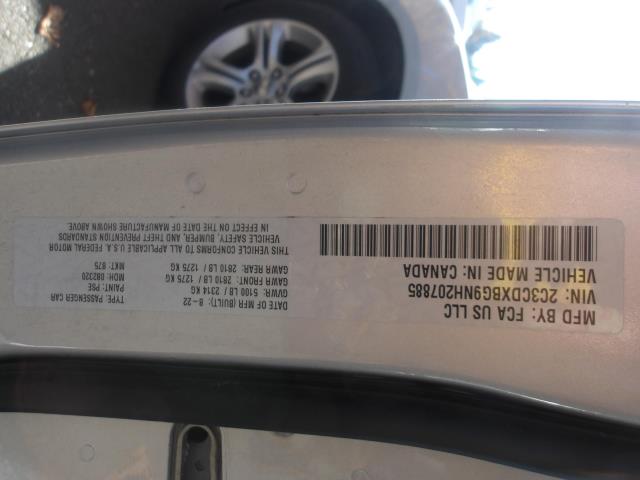 MFD BY: FCA US LLC
VIN: 2C3CDXBG9NH207885
VEHICLE MADE IN: CANADA
DATE OF MFR (BUILT): 8-22
GVWR: 5100 LB / 2314 KG
GAWR FRONT: 2810 LB / 1275 KG
GAWR REAR: 2810 LB / 1275 KG
TYPE: PASSENGER CAR
PAINT: PSE
MDH: 082220
MKT: 875
THIS VEHICLE CONFORMS TO ALL APPLICABLE U.S.A. FEDERAL MOTOR
VEHICLE SAFETY, BUMPER, AND THEFT PREVENTION STANDARDS
IN EFFECT ON THE DATE OF MANUFACTURE SHOWN ABOVE.